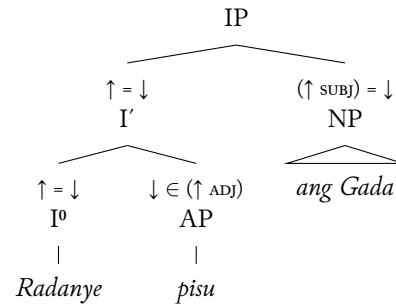 IP
↑ = ↓ (↑ SUBJ) = ↓
I′ NP
↑ = ↓ ↓ ∈ (↑ ADJ) ang Gada
I⁰ AP
Radanye pisu